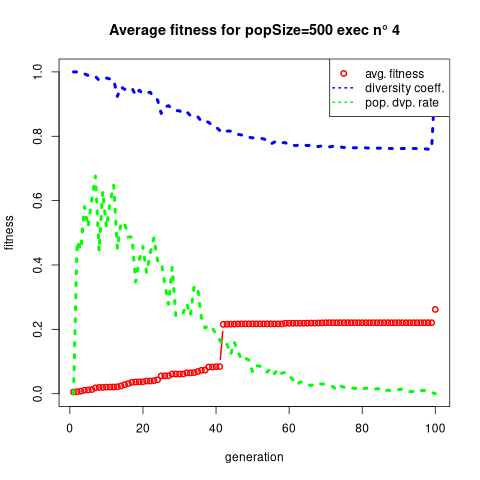 Average fitness for popSize=500 exec n° 4
avg. fitness
diversity coeff.
pop. dvp. rate
fitness
1.0
0.8
0.6
0.4
0.2
0.0
0 20 40 60 80 100
generation